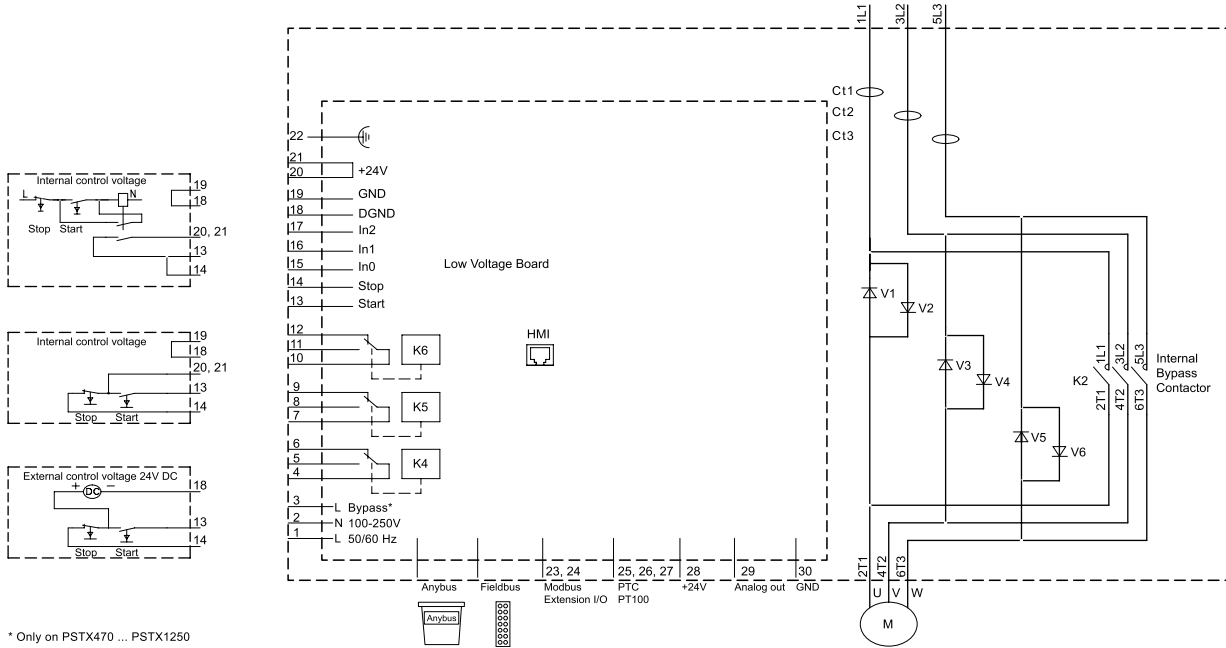 1L1
3L2
5L3
Ct1
Ct2
Ct3
Internal control voltage
L
N
Stop Start
19
18
20, 21
13
14
Internal control voltage
19
18
20, 21
13
14
Stop Start
External control voltage 24V DC
+ DC −
18
13
14
Stop Start
* Only on PSTX470 ... PSTX1250
22
21
20 +24V
19 GND
18 DGND
17 In2
16 In1
15 In0
14 Stop
13 Start
12
11
10
K6
9
8
7
K5
6
5
4
K4
3 L Bypass*
2 N 100-250V
1 L 50/60 Hz
Low Voltage Board
HMI
23, 24
25, 26, 27
28
29
30
Anybus
Fieldbus
Modbus
Extension I/O
PTC
PT100
+24V
Analog out
GND
Anybus
V1
V2
V3
V4
V5
V6
K2
1L1
3L2
5L3
2T1
4T2
6T3
Internal
Bypass
Contactor
2T1
4T2
6T3
U V W
M